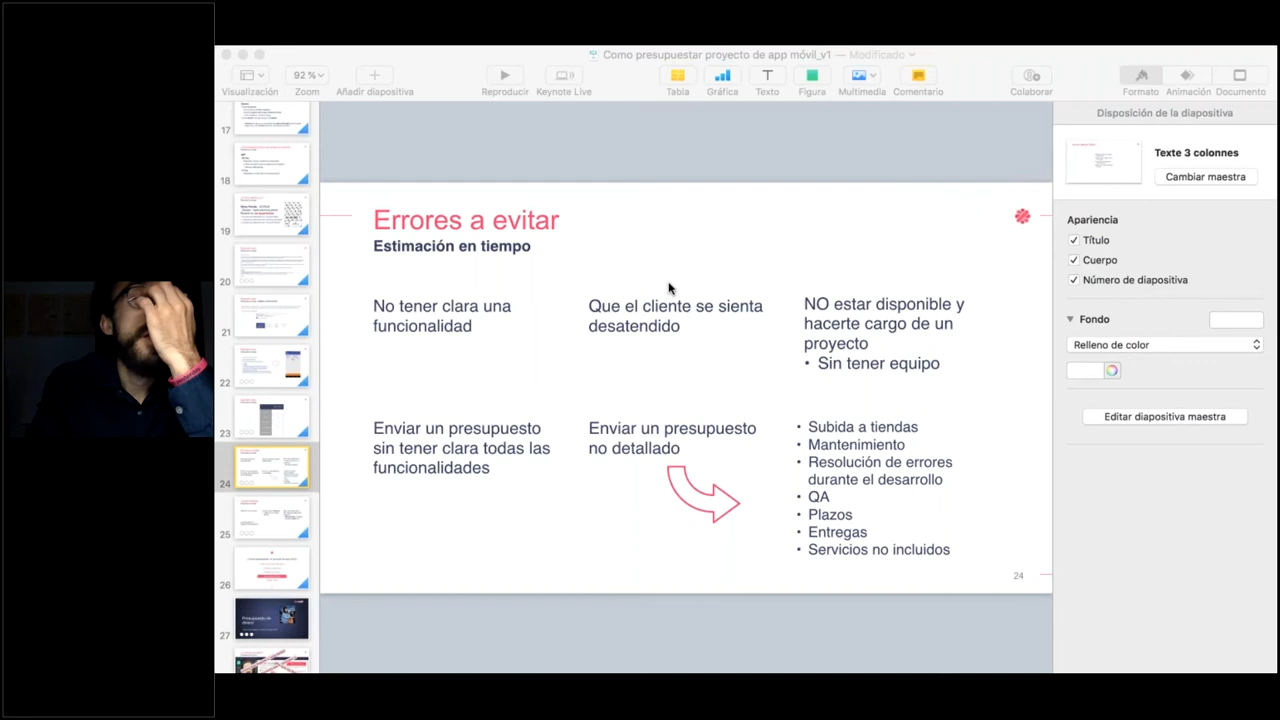 Como presupuestar proyecto de app móvil_v1 — Modificado
92 %
Visualización Zoom Añadir diapositiva Reproducir Keynote Live Tabla Gráfica Texto Figura Multimedia Comentario Colaborar Formato Animación Documento
Errores a evitar
Estimación en tiempo
No tener clara una
funcionalidad
Que el cliente se sienta
desatendido
NO estar disponible y
hacerte cargo de un
proyecto
• Sin tener equipo
Enviar un presupuesto
sin tener clara todas las
funcionalidades
Enviar un presupuesto
no detallado
• Subida a tiendas
• Mantenimiento
• Resolución de errores
durante el desarrollo
• QA
• Plazos
• Entregas
• Servicios no incluidos
24
17
18
19
20
21
22
23
24
25
26
27
Presupuesto de
dinero
Disposición de la diapositiva
Texte 3 colonnes
Cambiar maestra
Apariencia
Título
Cuerpo
Número de diapositiva
Fondo
Relleno de color
Editar diapositiva maestra